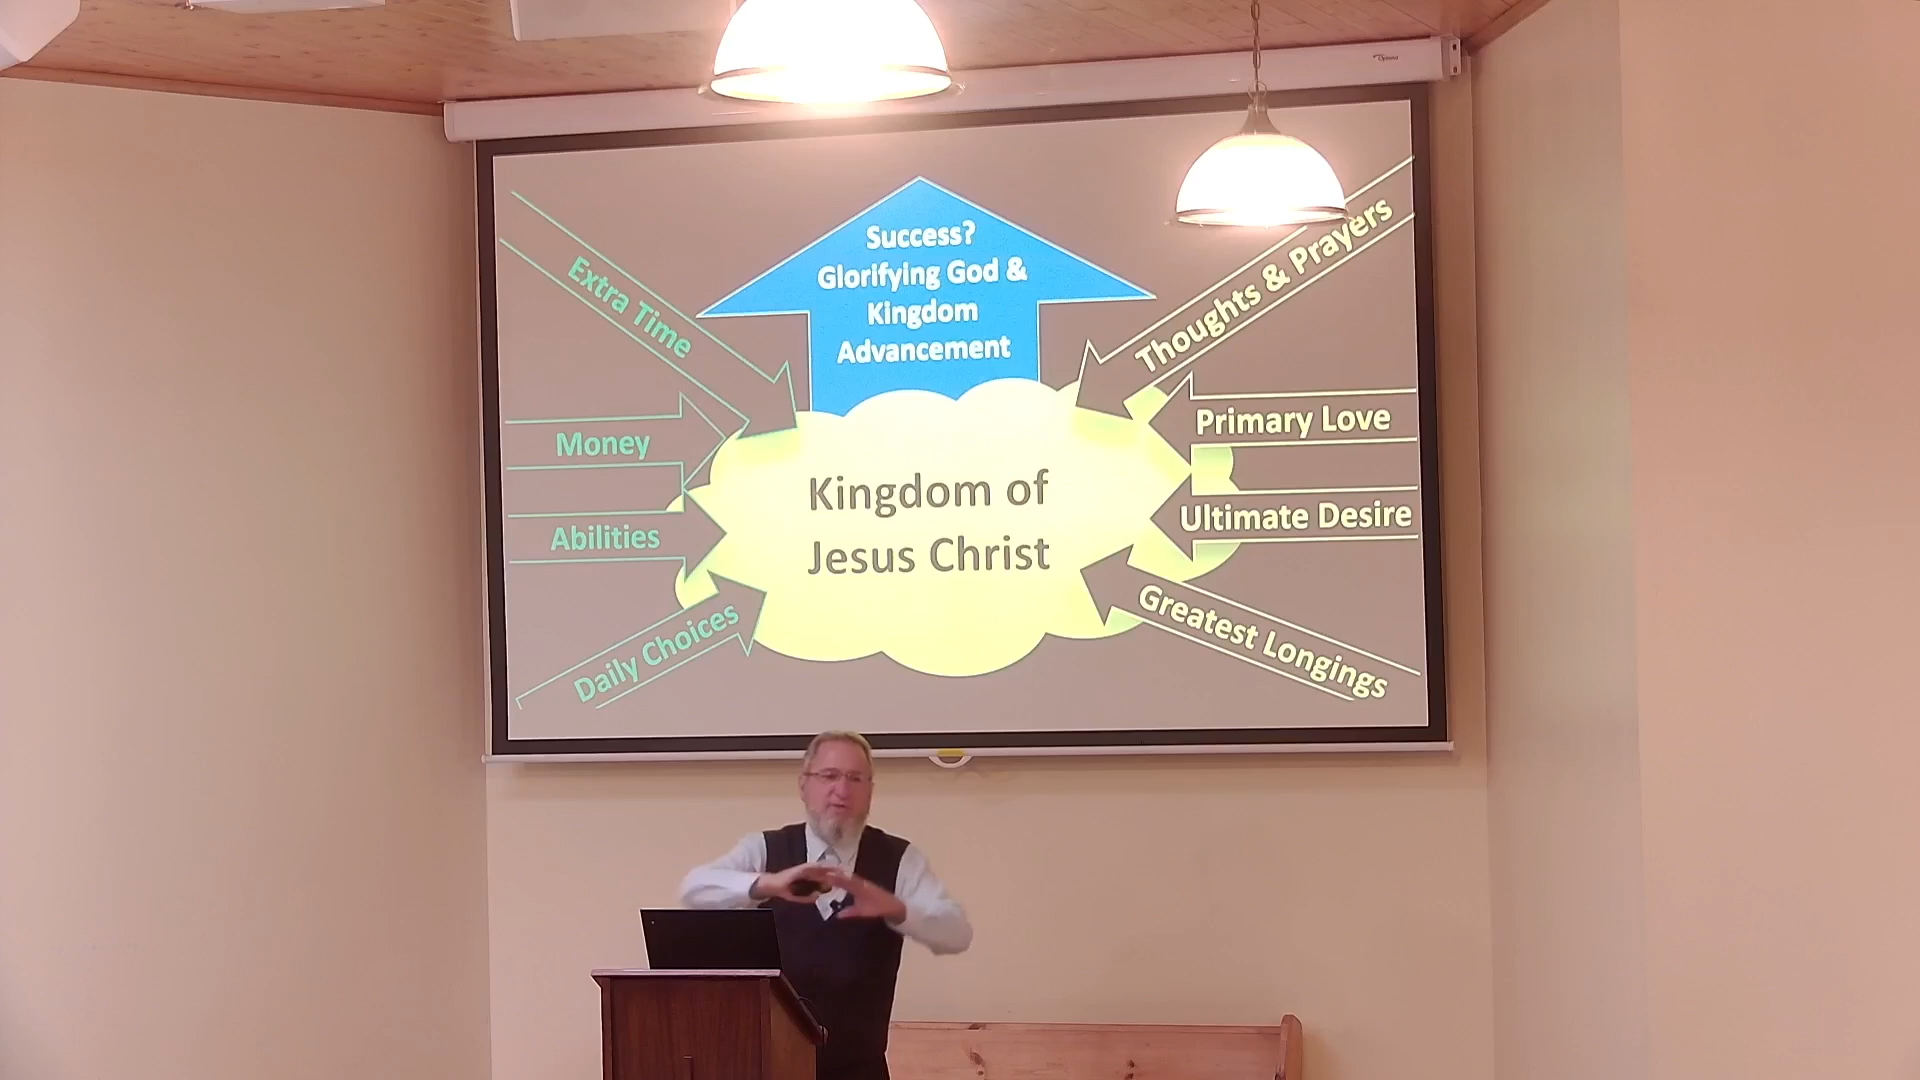 Optoma
Success?
Glorifying God &
Kingdom
Advancement
Extra Time
Money
Abilities
Daily Choices
Kingdom of
Jesus Christ
Thoughts & Prayers
Primary Love
Ultimate Desire
Greatest Longings